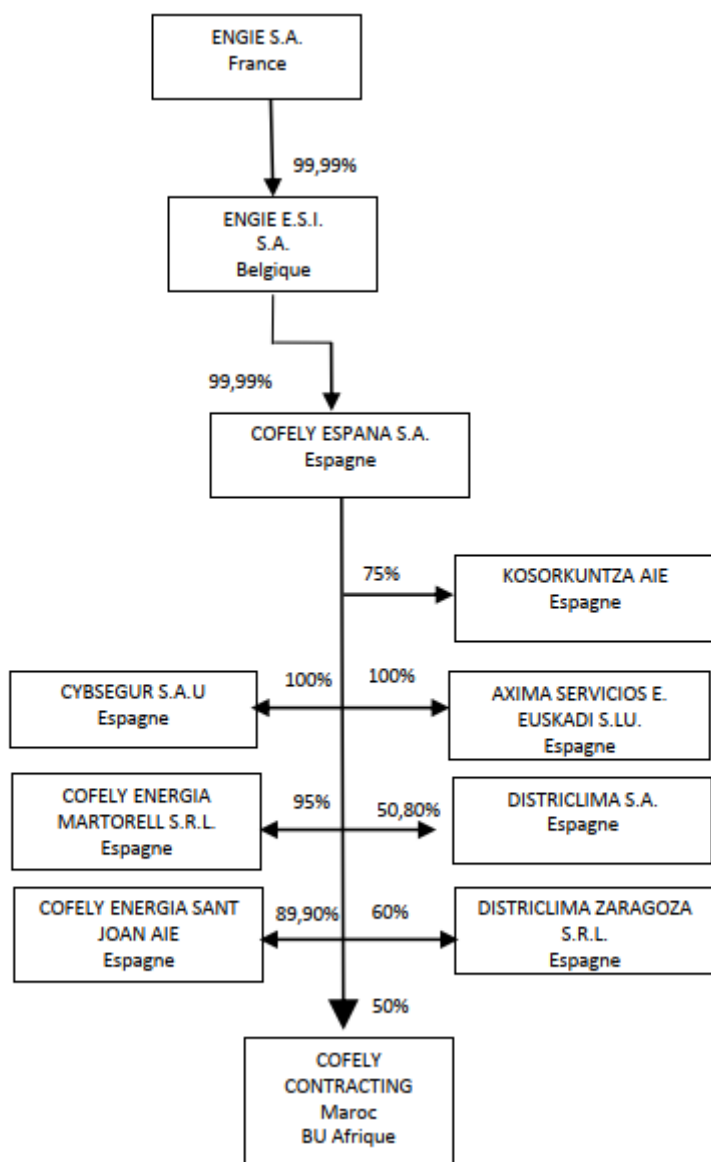 ENGIE S.A.
France
99,99%
ENGIE E.S.I.
S.A.
Belgique
99,99%
COFELY ESPANA S.A.
Espagne
75%
KOSORKUNTZA AIE
Espagne
CYBSEGUR S.A.U
Espagne
100%
100%
AXIMA SERVICIOS E.
EUSKADI S.LU.
Espagne
COFELY ENERGIA
MARTORELL S.R.L.
Espagne
95%
50,80%
DISTRICLIMA S.A.
Espagne
COFELY ENERGIA SANT
JOAN AIE
Espagne
89,90%
60%
DISTRICLIMA ZARAGOZA
S.R.L.
Espagne
50%
COFELY
CONTRACTING
Maroc
BU Afrique